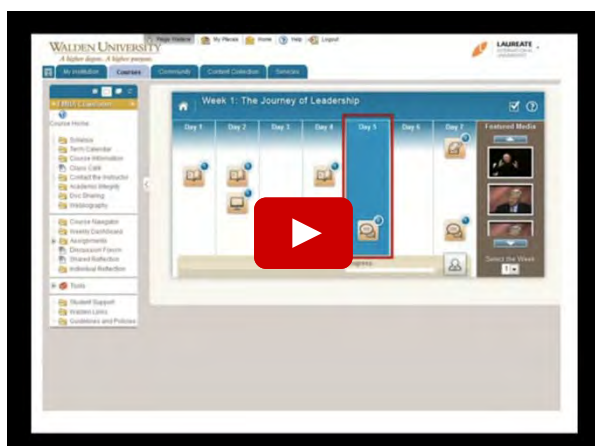 WALDEN UNIVERSITY
A higher degree. A higher purpose.
My Places Home Help Logout
LAUREATE
INTERNATIONAL
UNIVERSITIES
My Institution Courses Community Content Collection Services
Course Home
Syllabus
Term Calendar
Course Information
Class Café
Contact the Instructor
Academic Integrity
Doc Sharing
Webliography
Course Navigator
Weekly Dashboard
Assignments
Discussion Forum
Shared Reflection
Individual Reflection
Tools
Student Support
Walden Links
Guidelines and Policies
Week 1: The Journey of Leadership
Day 1 Day 2 Day 3 Day 4 Day 5 Day 6 Day 7 Featured Media
Select the Week
1